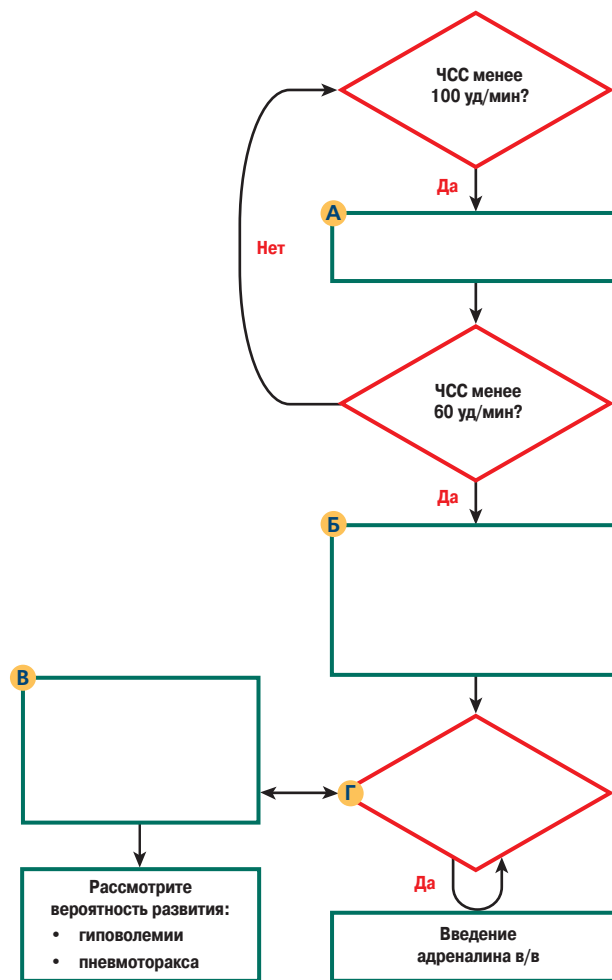 ЧСС менее
100 уд/мин?
Да
А
Нет
ЧСС менее
60 уд/мин?
Да
Б
В
Г
Да
Рассмотрите
вероятность развития:
• гиповолемии
• пневмоторакса
Введение
адреналина в/в